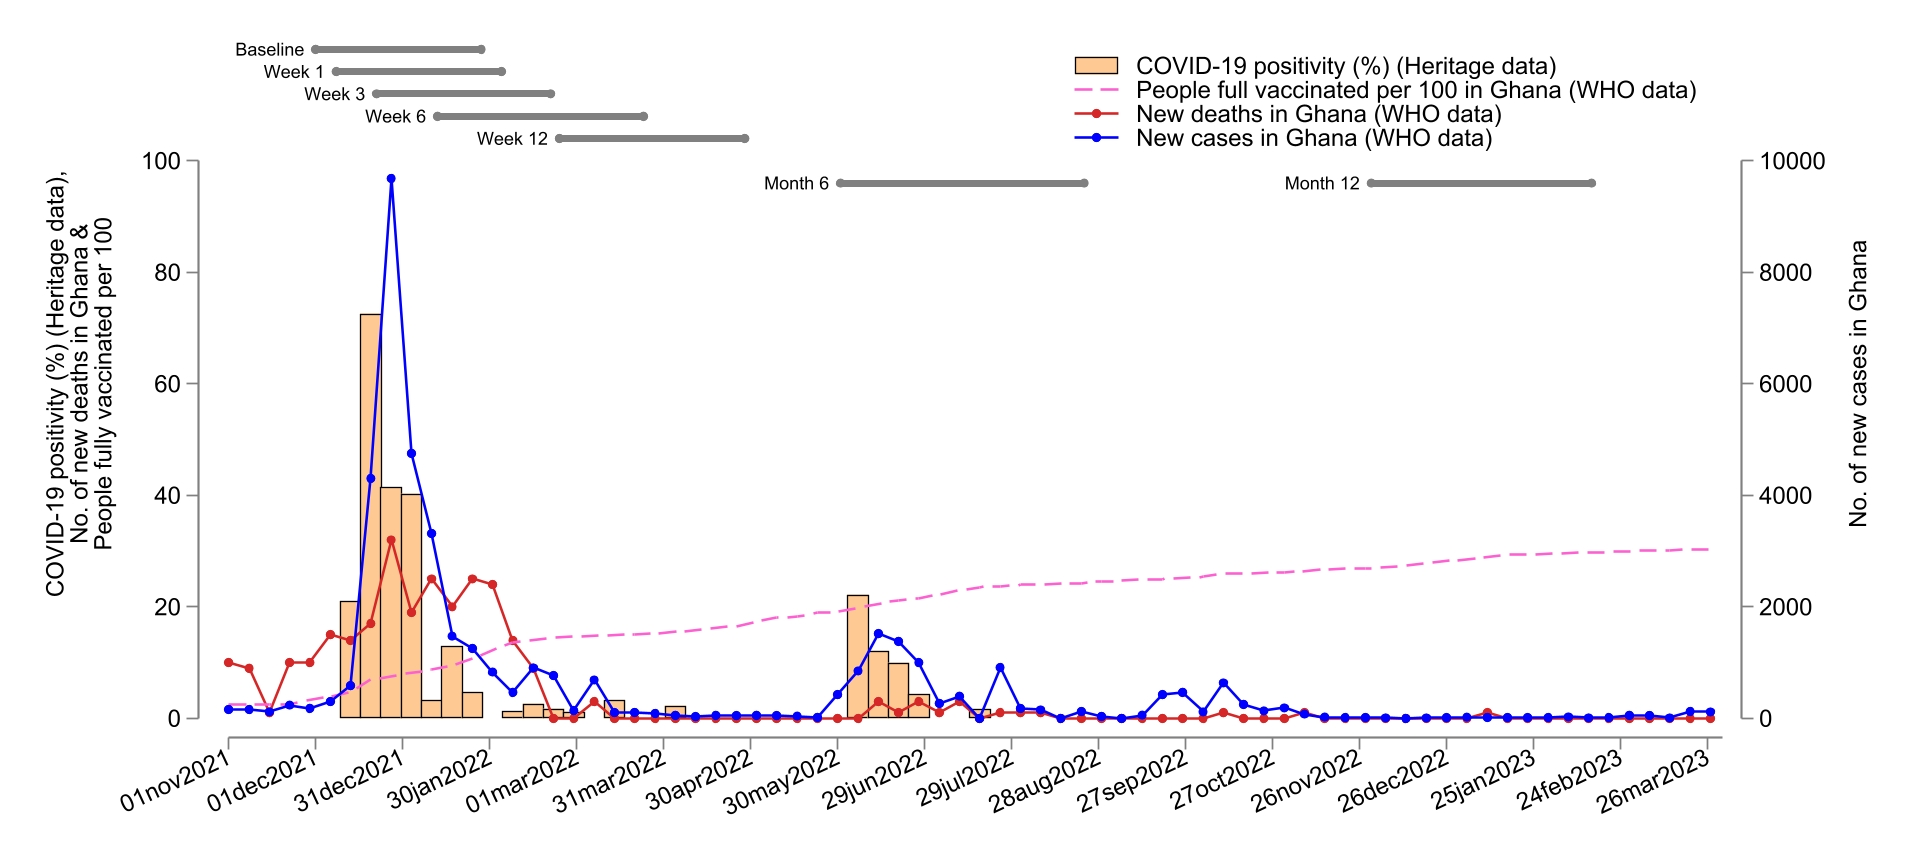 Baseline
Week 1
Week 3
Week 6
Week 12
COVID-19 positivity (%) (Heritage data)
People full vaccinated per 100 in Ghana (WHO data)
New deaths in Ghana (WHO data)
New cases in Ghana (WHO data)
Month 6
Month 12
COVID-19 positivity (%) (Heritage data),
No. of new deaths in Ghana &
People fully vaccinated per 100
100
80
60
40
20
0
10000
8000
6000
4000
2000
0
No. of new cases in Ghana
01nov2021
01dec2021
31dec2021
30jan2022
01mar2022
31mar2022
30apr2022
30may2022
29jun2022
29jul2022
28aug2022
27sep2022
27oct2022
26nov2022
26dec2022
25jan2023
24feb2023
26mar2023